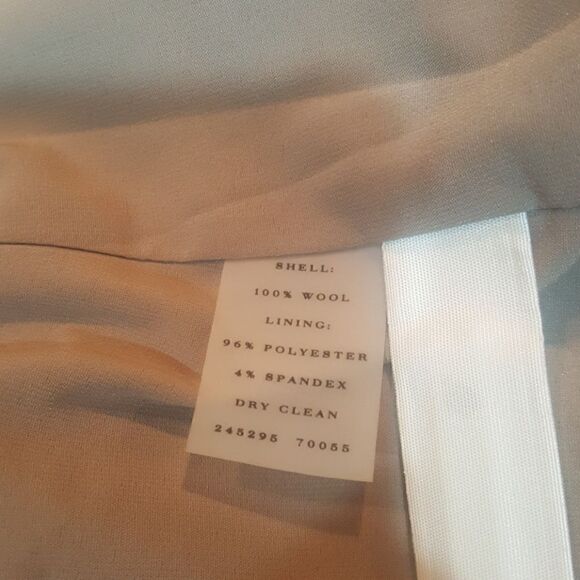 SHELL:
100% WOOL
LINING:
96% POLYESTER
4% SPANDEX
DRY CLEAN
245295 70055